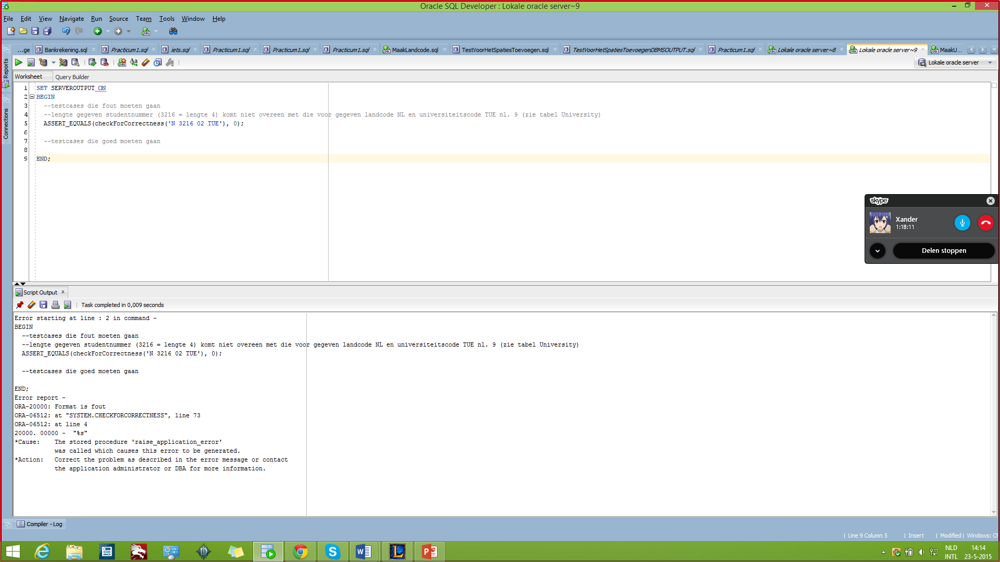 Oracle SQL Developer : Lokale oracle server~9
File Edit View Navigate Run Source Team Tools Window Help
...ge Bankrekening.sql Practicum1.sql iets.sql Practicum1.sql Practicum1.sql Practicum1.sql MaakLandcode.sql TestVoorHetSpatiesToevoegen.sql TestVoorHetSpatiesToevoegenDBMSOUTPUT.sql Practicum1.sql Lokale oracle server~8 Lokale oracle server~9 MaakU...
Lokale oracle server
Reports
Connections
Worksheet Query Builder
1 SET SERVEROUTPUT ON
2 BEGIN
3 --testcases die fout moeten gaan
4 --lengte gegeven studentnummer (3216 = lengte 4) komt niet overeen met die voor gegeven landcode NL en universiteitscode TUE nl. 9 (zie tabel University)
5 ASSERT_EQUALS(checkForCorrectness('N 3216 02 TUE'), 0);
6
7 --testcases die goed moeten gaan
8
9 END;
skype
Xander
1:18:11
Delen stoppen
Script Output
Task completed in 0,009 seconds
Error starting at line : 2 in command -
BEGIN
--testcases die fout moeten gaan
--lengte gegeven studentnummer (3216 = lengte 4) komt niet overeen met die voor gegeven landcode NL en universiteitscode TUE nl. 9 (zie tabel University)
ASSERT_EQUALS(checkForCorrectness('N 3216 02 TUE'), 0);
--testcases die goed moeten gaan
END;
Error report -
ORA-20000: Format is fout
ORA-06512: at "SYSTEM.CHECKFORCORRECTNESS", line 73
ORA-06512: at line 4
20000. 00000 - "%s"
*Cause: The stored procedure 'raise_application_error'
was called which causes this error to be generated.
*Action: Correct the problem as described in the error message or contact
the application administrator or DBA for more information.
Compiler - Log
Line 9 Column 5 Insert Modified Windows: CF
NLD 14:14
INTL 23-5-2015